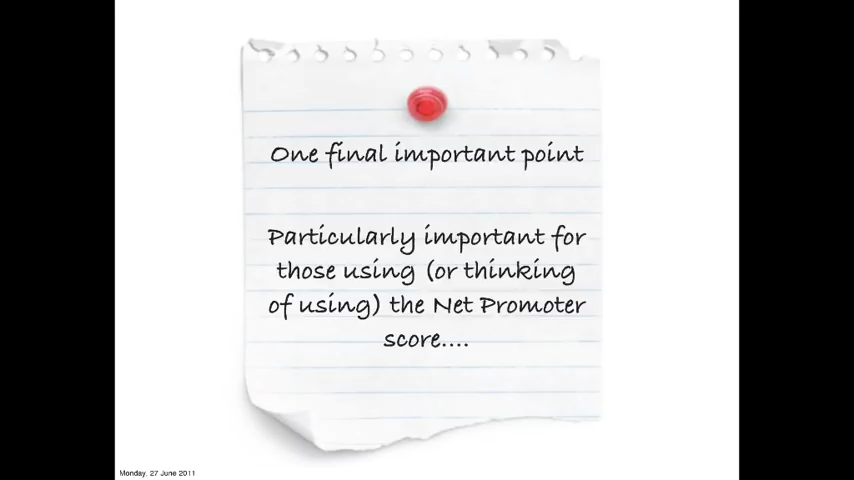 One final important point
Particularly important for
those using (or thinking
of using) the Net Promoter
score....
Monday, 27 June 2011